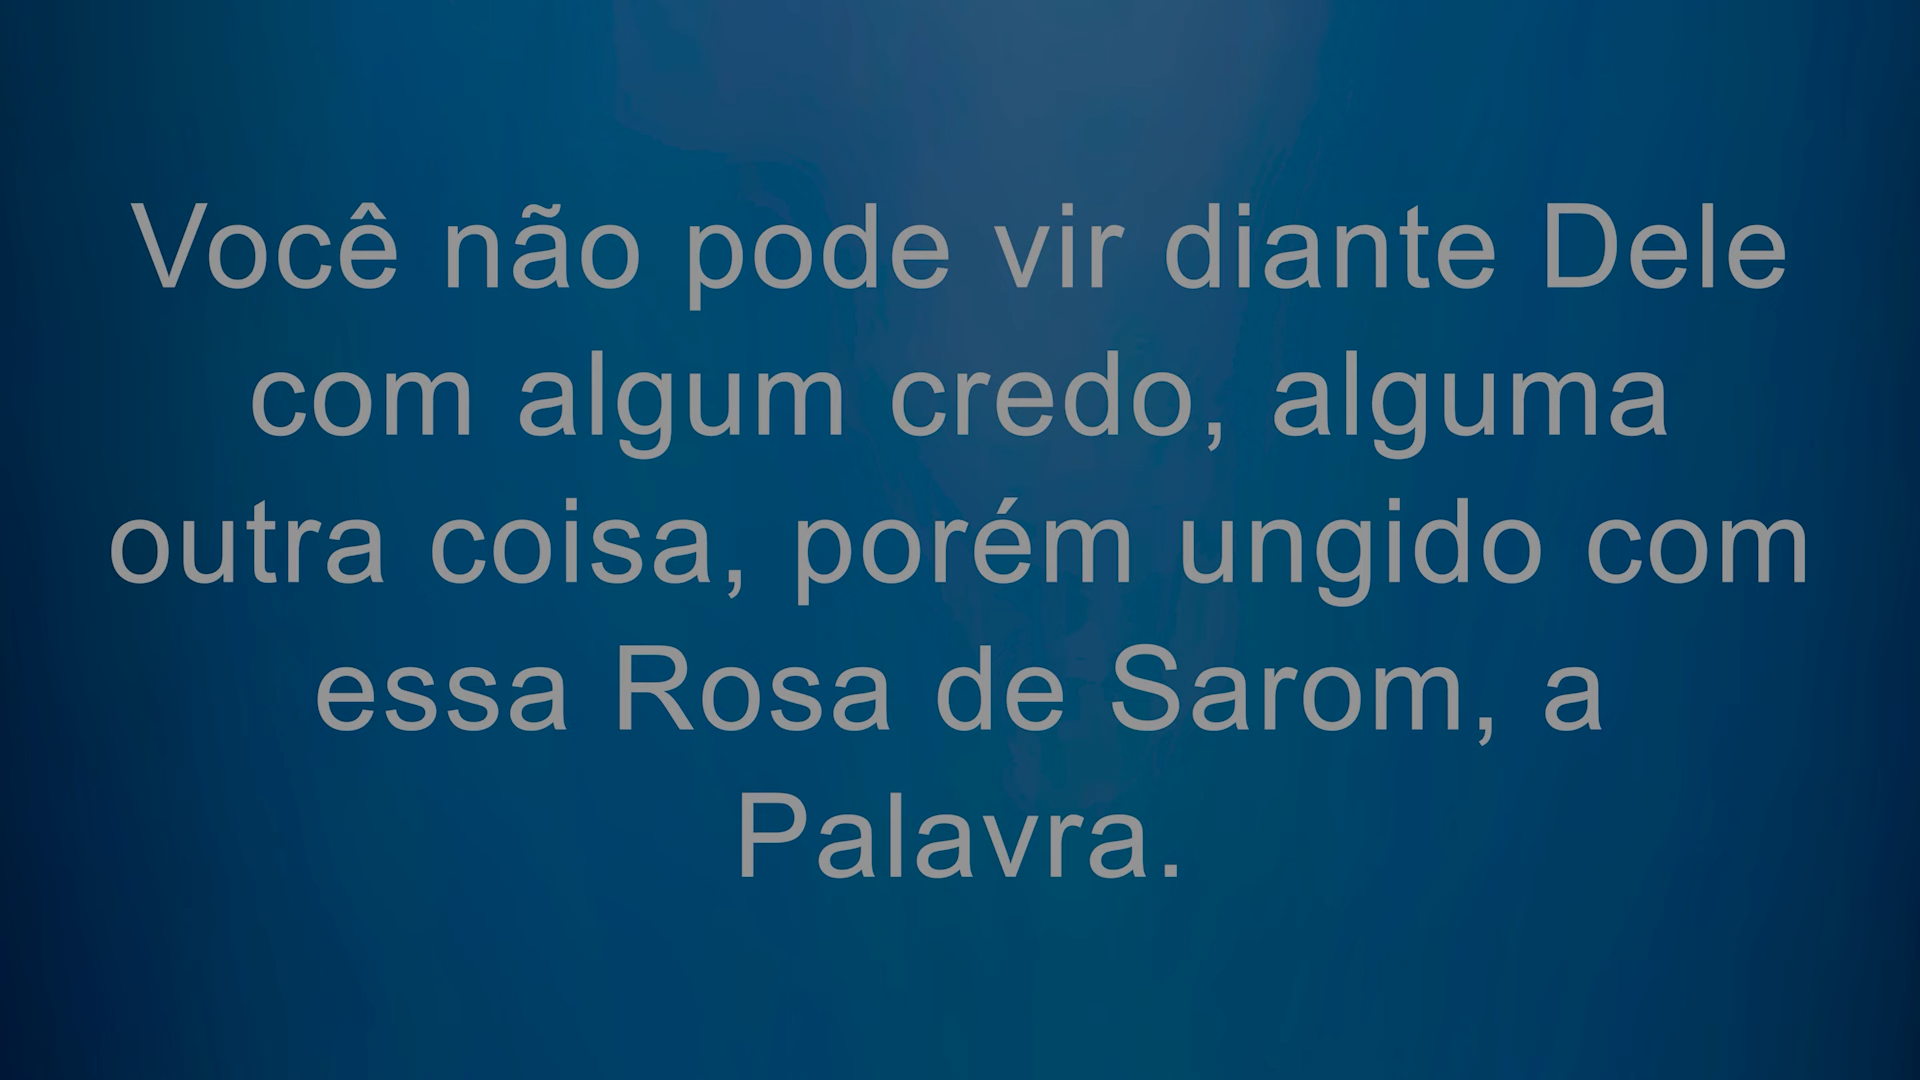 Você não pode vir diante Dele
com algum credo, alguma
outra coisa, porém ungido com
essa Rosa de Sarom, a
Palavra.